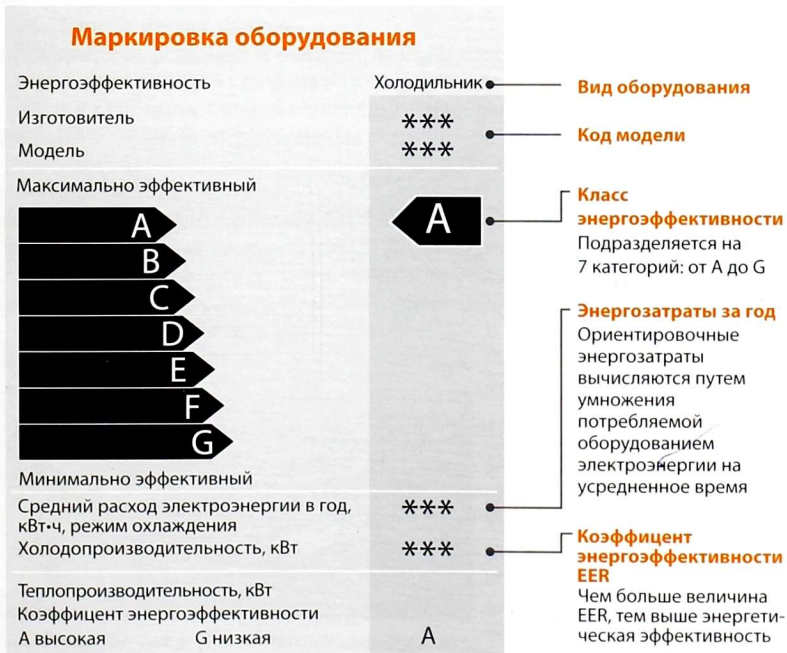 Маркировка оборудования
Энергоэффективность Холодильник
Вид оборудования
Изготовитель ***
Модель ***
Код модели
Максимально эффективный
A
B
C
D
E
F
G
A
Минимально эффективный
Класс
энергоэффективности
Подразделяется на
7 категорий: от A до G
Энергозатраты за год
Ориентировочные
энергозатраты
вычисляются путем
умножения
потребляемой
оборудованием
электроэнергии на
усредненное время
Средний расход электроэнергии в год, ***
кВт•ч, режим охлаждения
Холодопроизводительность, кВт ***
Коэффицент
энергоэффективности
EER
Чем больше величина
EER, тем выше энергети-
ческая эффективность
Теплопроизводительность, кВт
Коэффицент энергоэффективности
A высокая G низкая A